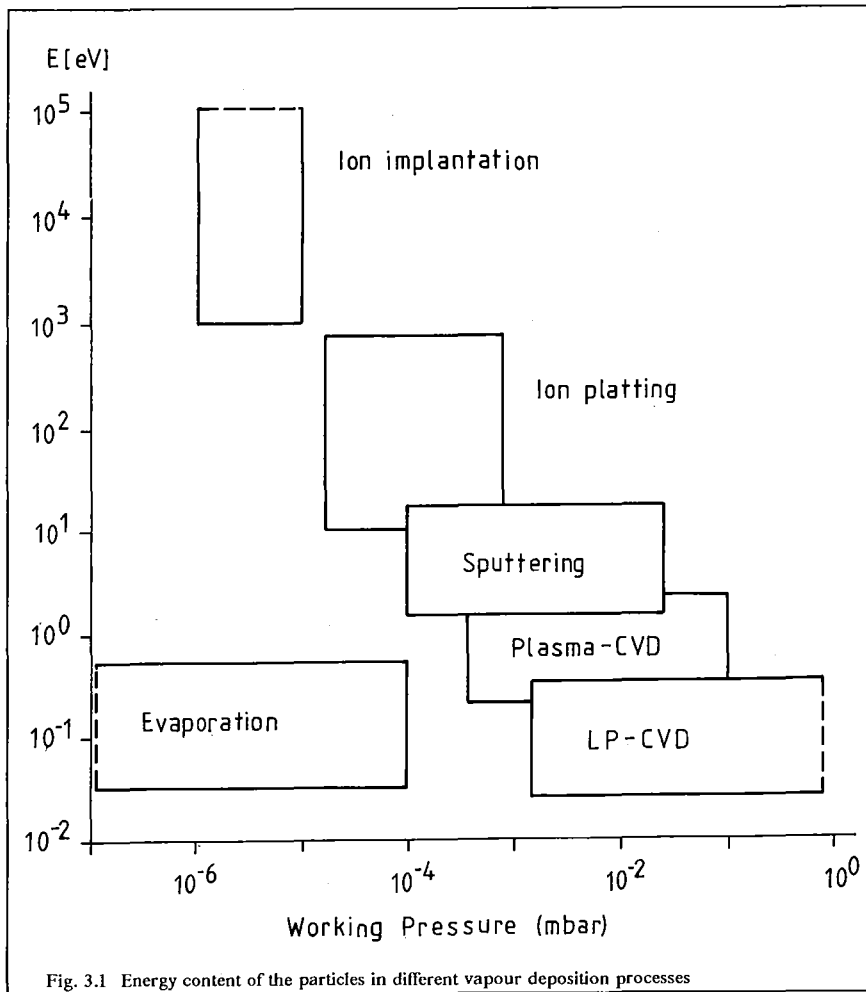 E[eV]
10^5
Ion implantation
10^4
10^3
Ion platting
10^2
10^1
Sputtering
10^0
Plasma-CVD
Evaporation
10^-1
LP-CVD
10^-2
10^-6 10^-4 10^-2 10^0
Working Pressure (mbar)
Fig. 3.1 Energy content of the particles in different vapour deposition processes